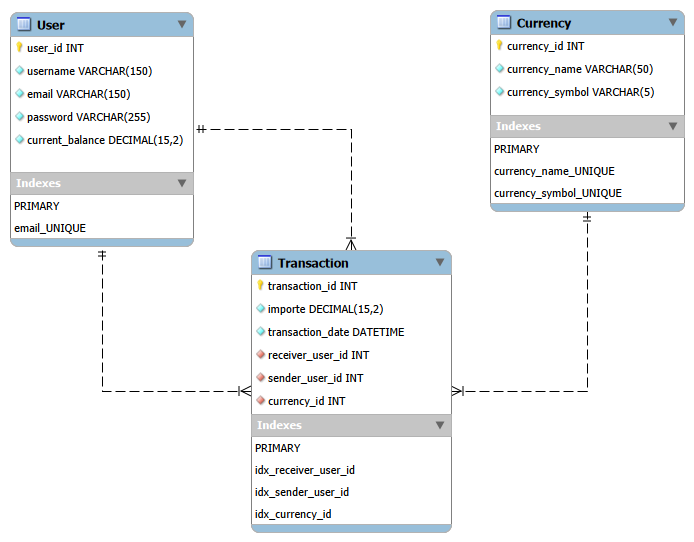 User
user_id INT
username VARCHAR(150)
email VARCHAR(150)
password VARCHAR(255)
current_balance DECIMAL(15,2)
Indexes
PRIMARY
email_UNIQUE
Currency
currency_id INT
currency_name VARCHAR(50)
currency_symbol VARCHAR(5)
Indexes
PRIMARY
currency_name_UNIQUE
currency_symbol_UNIQUE
Transaction
transaction_id INT
importe DECIMAL(15,2)
transaction_date DATETIME
receiver_user_id INT
sender_user_id INT
currency_id INT
Indexes
PRIMARY
idx_receiver_user_id
idx_sender_user_id
idx_currency_id